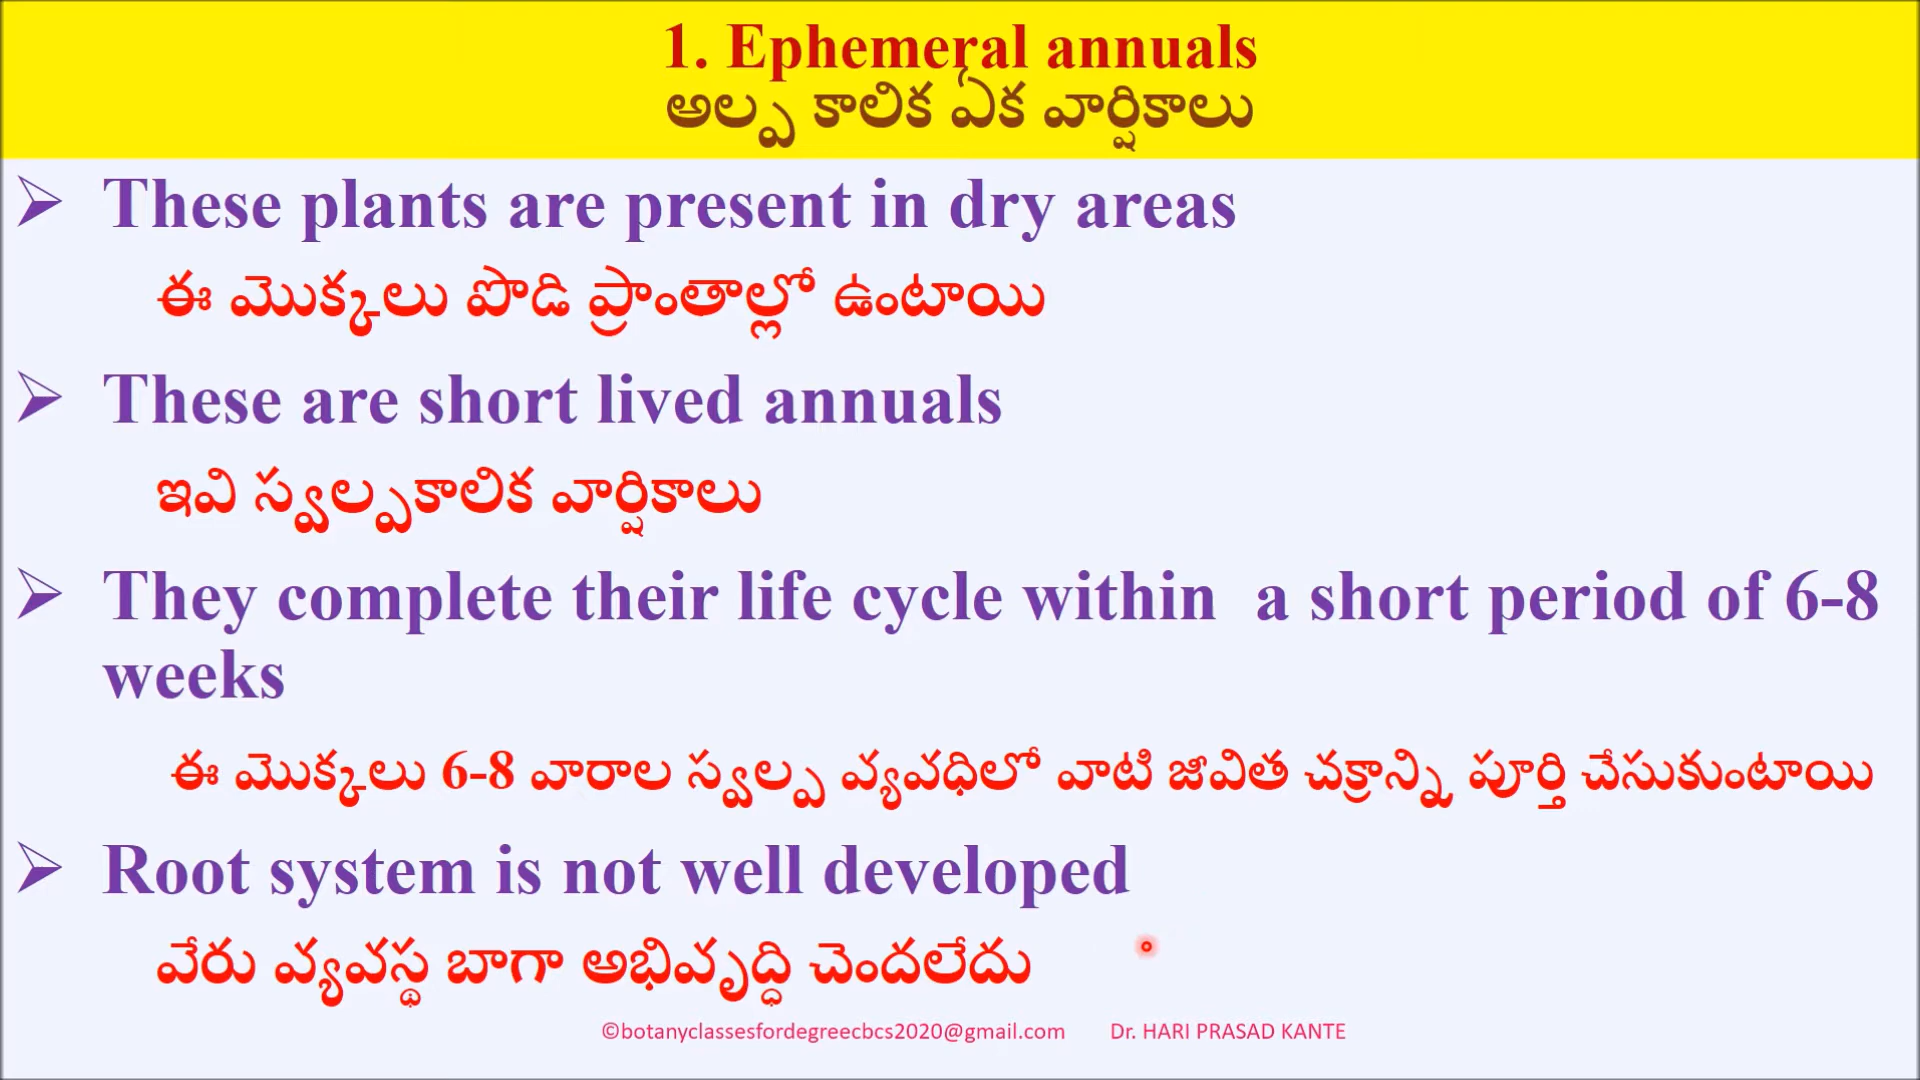 1. Ephemeral annuals
అల్ప కాలిక ఏక వార్షికాలు
➢ These plants are present in dry areas
ఈ మొక్కలు పొడి ప్రాంతాల్లో ఉంటాయి
➢ These are short lived annuals
ఇవి స్వల్పకాలిక వార్షికాలు
➢ They complete their life cycle within a short period of 6-8
weeks
ఈ మొక్కలు 6-8 వారాల స్వల్ప వ్యవధిలో వాటి జీవిత చక్రాన్ని పూర్తి చేసుకుంటాయి
➢ Root system is not well developed
వేరు వ్యవస్థ బాగా అభివృద్ధి చెందలేదు
©botanyclassesfordegreecbcs2020@gmail.com Dr. HARI PRASAD KANTE